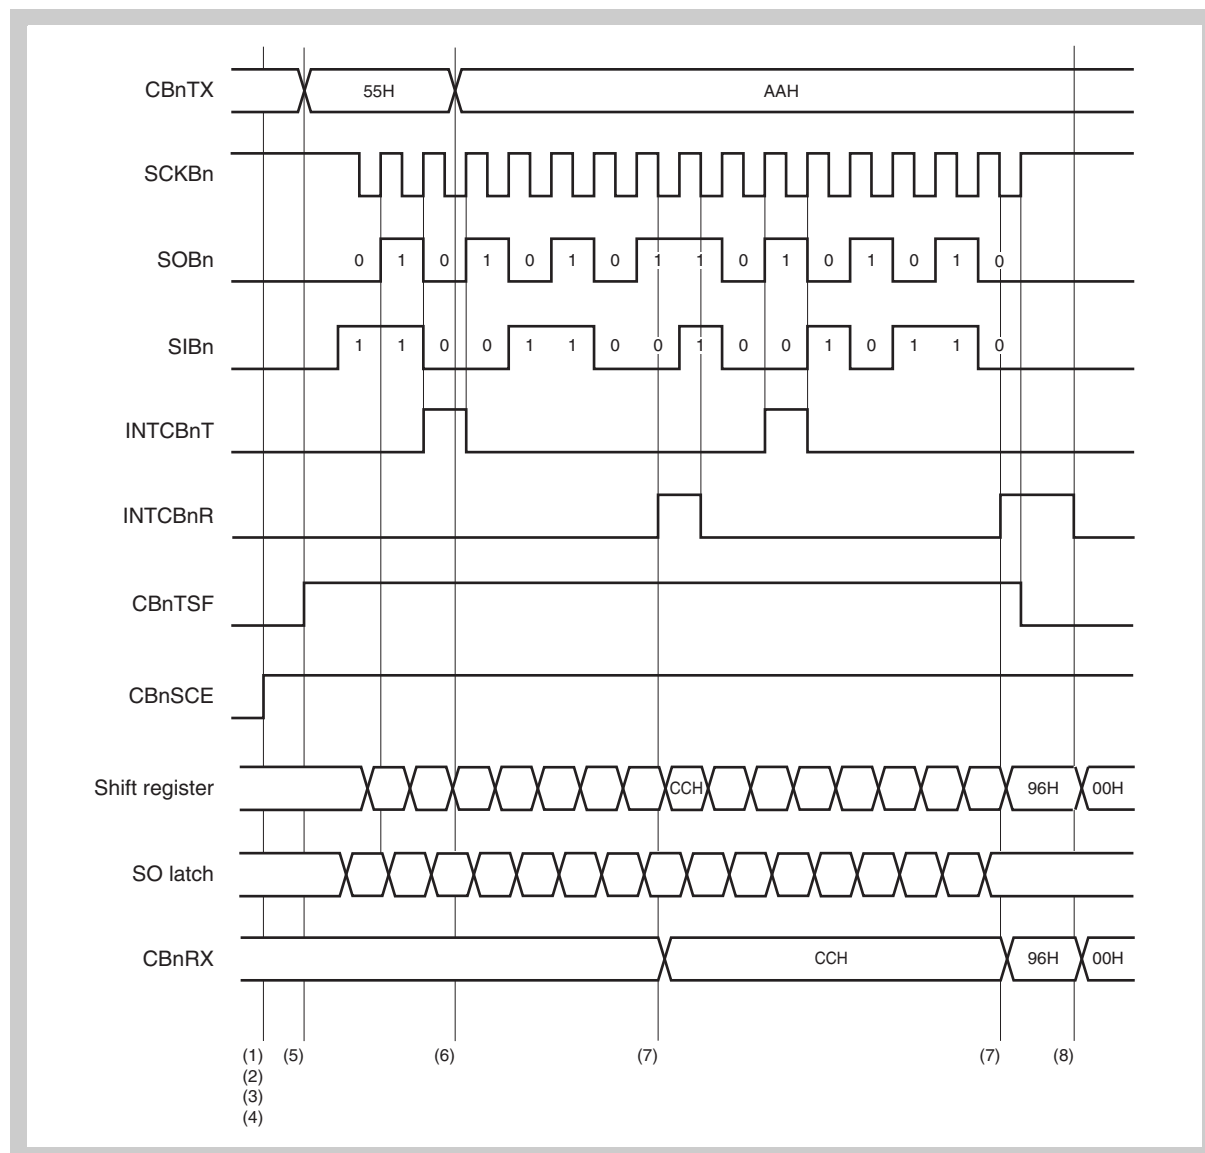 CBnTX 55H AAH
SCKBn
SOBn 0 1 0 1 0 1 0 1 1 0 1 0 1 0 1 0
SIBn 1 1 0 0 1 1 0 0 1 0 0 1 0 1 1 0
INTCBnT
INTCBnR
CBnTSF
CBnSCE
Shift register CCH 96H 00H
SO latch
CBnRX CCH 96H 00H
(1) (5) (6) (7) (7) (8)
(2)
(3)
(4)